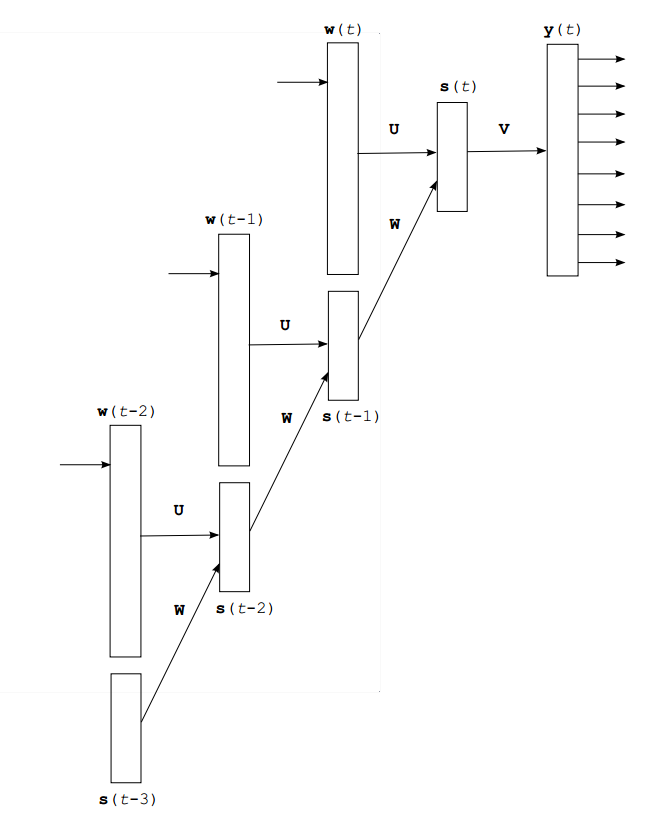 w(t)
y(t)
s(t)
U
V
w(t-1)
W
U
w(t-2)
W
s(t-1)
U
W
s(t-2)
s(t-3)